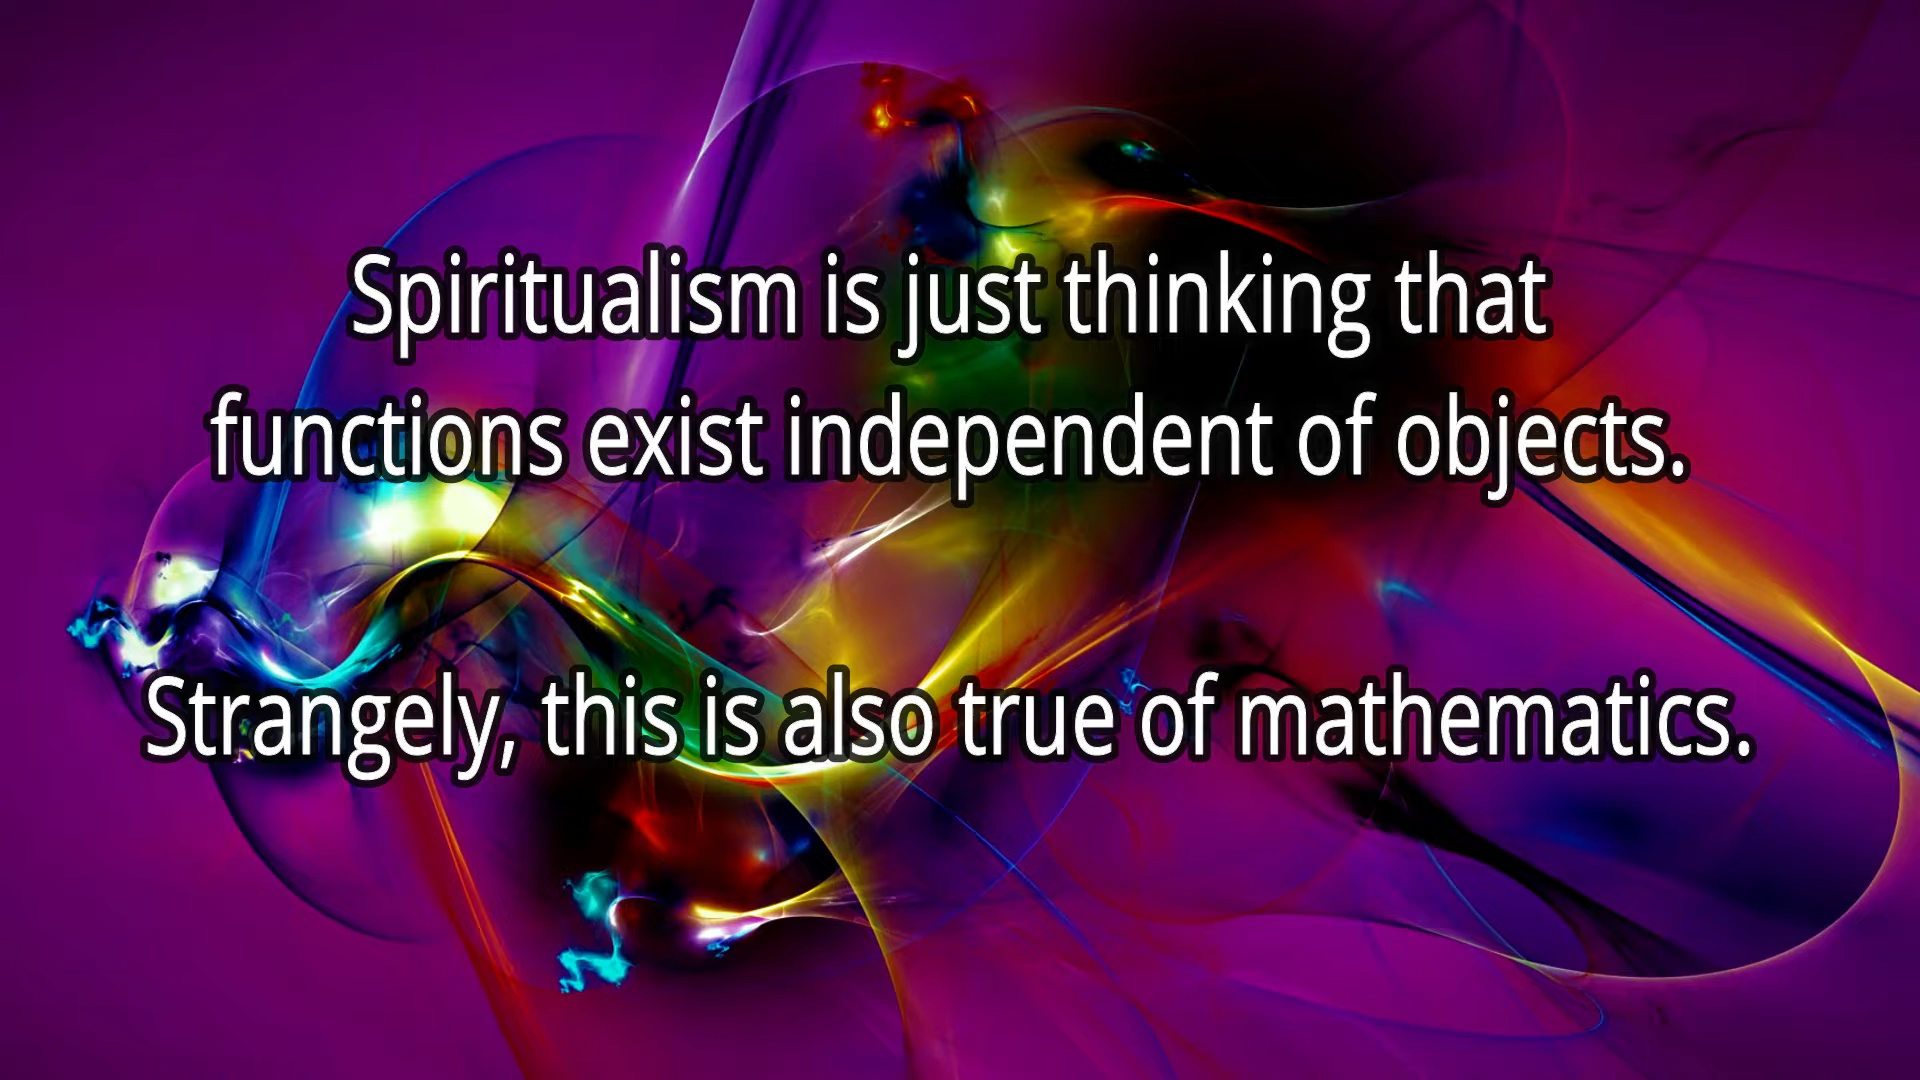 Spiritualism is just thinking that
functions exist independent of objects.
Strangely, this is also true of mathematics.